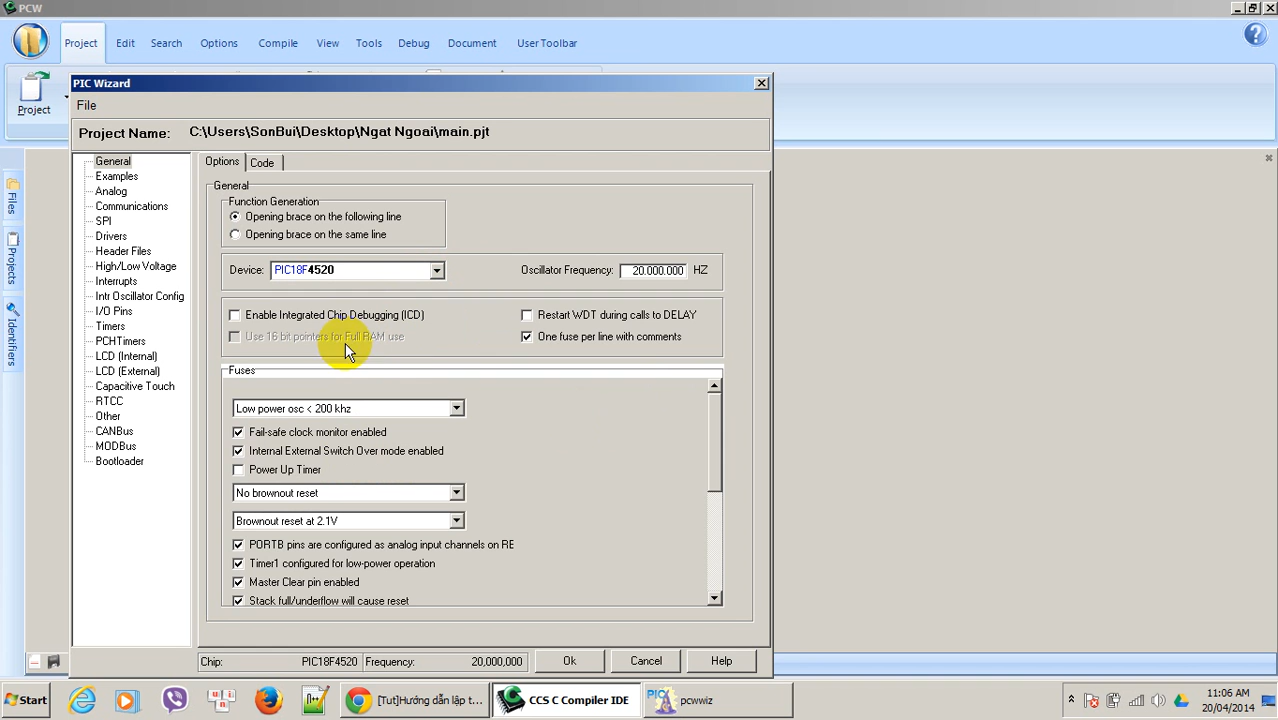 PCW
Project Edit Search Options Compile View Tools Debug Document User Toolbar
Project
PIC Wizard
File
Project Name: C:\Users\SonBui\Desktop\Ngat Ngoai\main.pjt
General
Examples
Analog
Communications
SPI
Drivers
Header Files
High/Low Voltage
Interrupts
Intr Oscillator Config
I/O Pins
Timers
PCHTimers
LCD (Internal)
LCD (External)
Capacitive Touch
RTCC
Other
CANBus
MODBus
Bootloader
Options Code
General
Function Generation
Opening brace on the following line
Opening brace on the same line
Device: PIC18F4520 Oscillator Frequency: 20.000.000 HZ
Enable Integrated Chip Debugging (ICD) Restart WDT during calls to DELAY
Use 16 bit pointers for Full RAM use One fuse per line with comments
Fuses
Low power osc < 200 khz
Fail-safe clock monitor enabled
Internal External Switch Over mode enabled
Power Up Timer
No brownout reset
Brownout reset at 2.1V
PORTB pins are configured as analog input channels on RE
Timer1 configured for low-power operation
Master Clear pin enabled
Stack full/underflow will cause reset
Chip: PIC18F4520 Frequency: 20,000,000 Ok Cancel Help
Files
Projects
Identifiers
Start [Tut]Hướng dẫn lập t... CCS C Compiler IDE pcwwiz
11:06 AM
20/04/2014